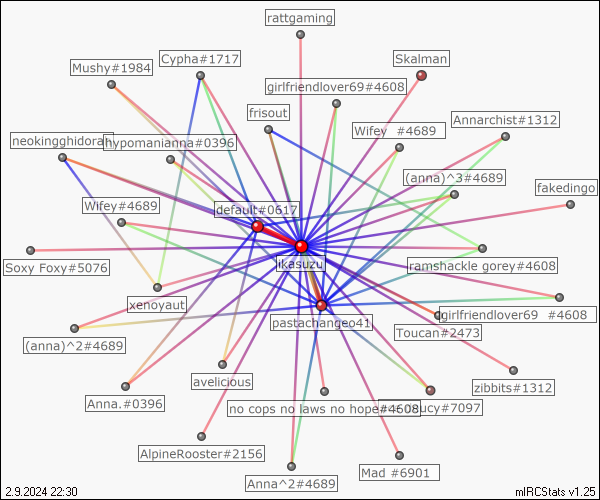 rattgaming
Cypha#1717
Skalman
Mushy#1984
girlfriendlover69#4608
frisout
Annarchist#1312
Wifey #4689
neokingghidorah
hypomanianna#0396
(anna)^3#4689
fakedingo
Wifey#4689
default#0617
ikasuzu
ramshackle gorey#4608
Soxy Foxy#5076
xenoyaut
girlfriendlover69 #4608
pastachangeo41
Toucan#2473
(anna)^2#4689
avelicious
zibbits#1312
Anna.#0396
no cops no laws no hope #4608
ucy#7097
AlpineRooster#2156
Mad #6901
Anna^2#4689
2.9.2024 22:30
mIRCStats v1.25